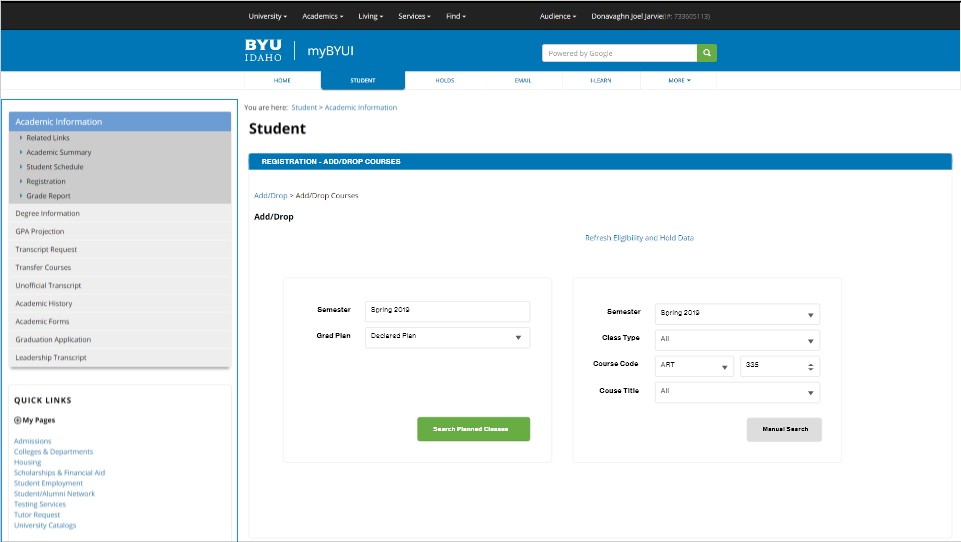 University Academics Living Services Find Audience Donavaghn Joel Jarvie(I#: 733605113)
BYU
IDAHO
myBYUI
Powered by Google
HOME STUDENT HOLDS EMAIL I-LEARN MORE
You are here: Student > Academic Information
Student
Academic Information
Related Links
Academic Summary
Student Schedule
Registration
Grade Report
Degree Information
GPA Projection
Transcript Request
Transfer Courses
Unofficial Transcript
Academic History
Academic Forms
Graduation Application
Leadership Transcript
QUICK LINKS
My Pages
Admissions
Colleges & Departments
Housing
Scholarships & Financial Aid
Student Employment
Student/Alumni Network
Testing Services
Tutor Request
University Catalogs
REGISTRATION - ADD/DROP COURSES
Add/Drop > Add/Drop Courses
Add/Drop
Refresh Eligibility and Hold Data
Semester Spring 2019
Grad Plan Declared Plan
Search Planned Classes
Semester Spring 2019
Class Type All
Course Code ART 335
Couse Title All
Manual Search